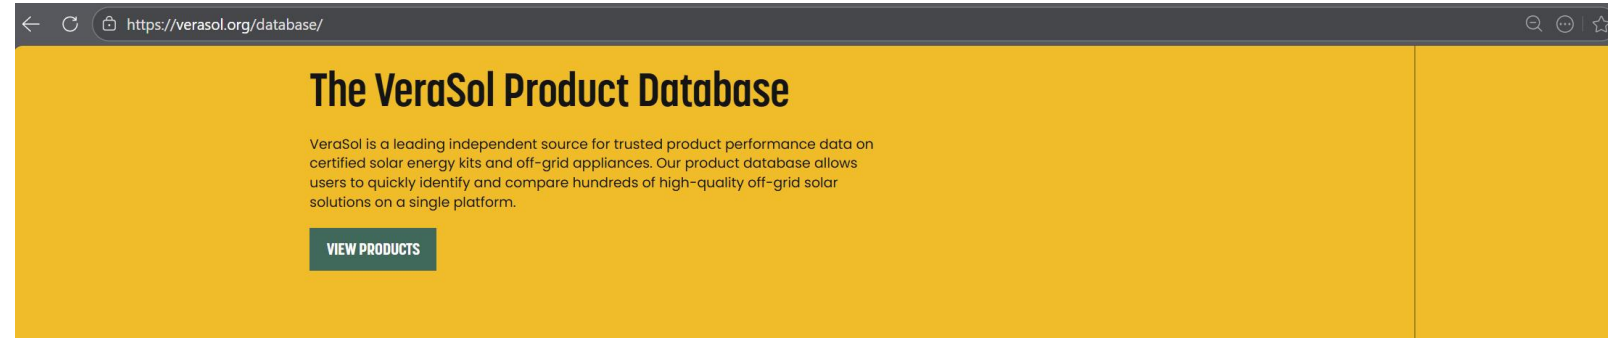 https://verasol.org/database/
The VeraSol Product Database
VeraSol is a leading independent source for trusted product performance data on
certified solar energy kits and off-grid appliances. Our product database allows
users to quickly identify and compare hundreds of high-quality off-grid solar
solutions on a single platform.
VIEW PRODUCTS